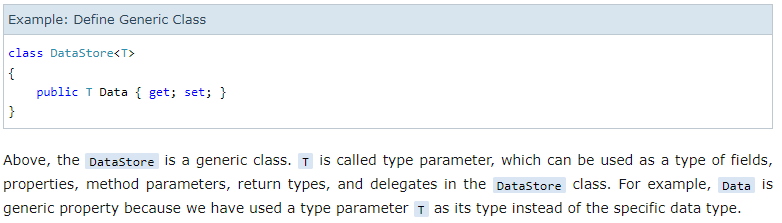 Example: Define Generic Class
class DataStore<T>
{
    public T Data { get; set; }
}
Above, the DataStore is a generic class. T is called type parameter, which can be used as a type of fields,
properties, method parameters, return types, and delegates in the DataStore class. For example, Data is
generic property because we have used a type parameter T as its type instead of the specific data type.